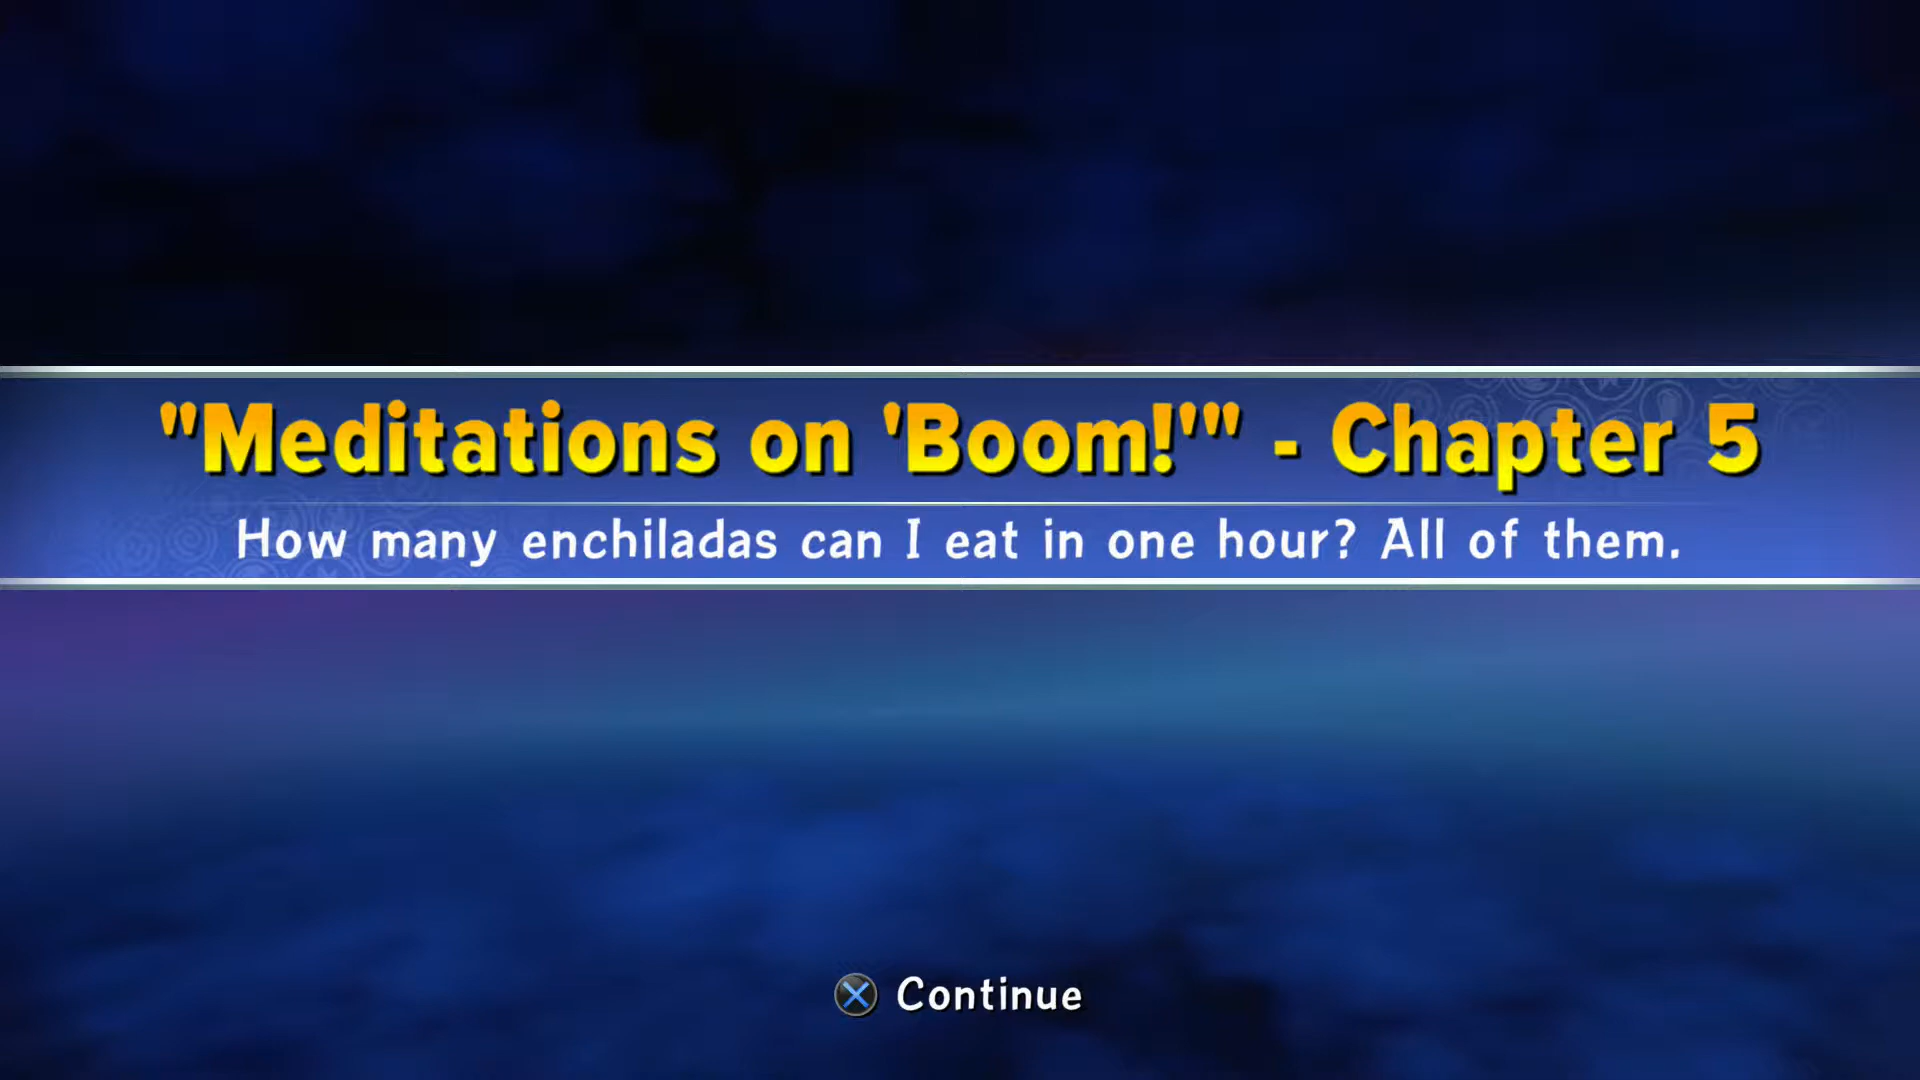 "Meditations on 'Boom!'" - Chapter 5
How many enchiladas can I eat in one hour? All of them.
Continue